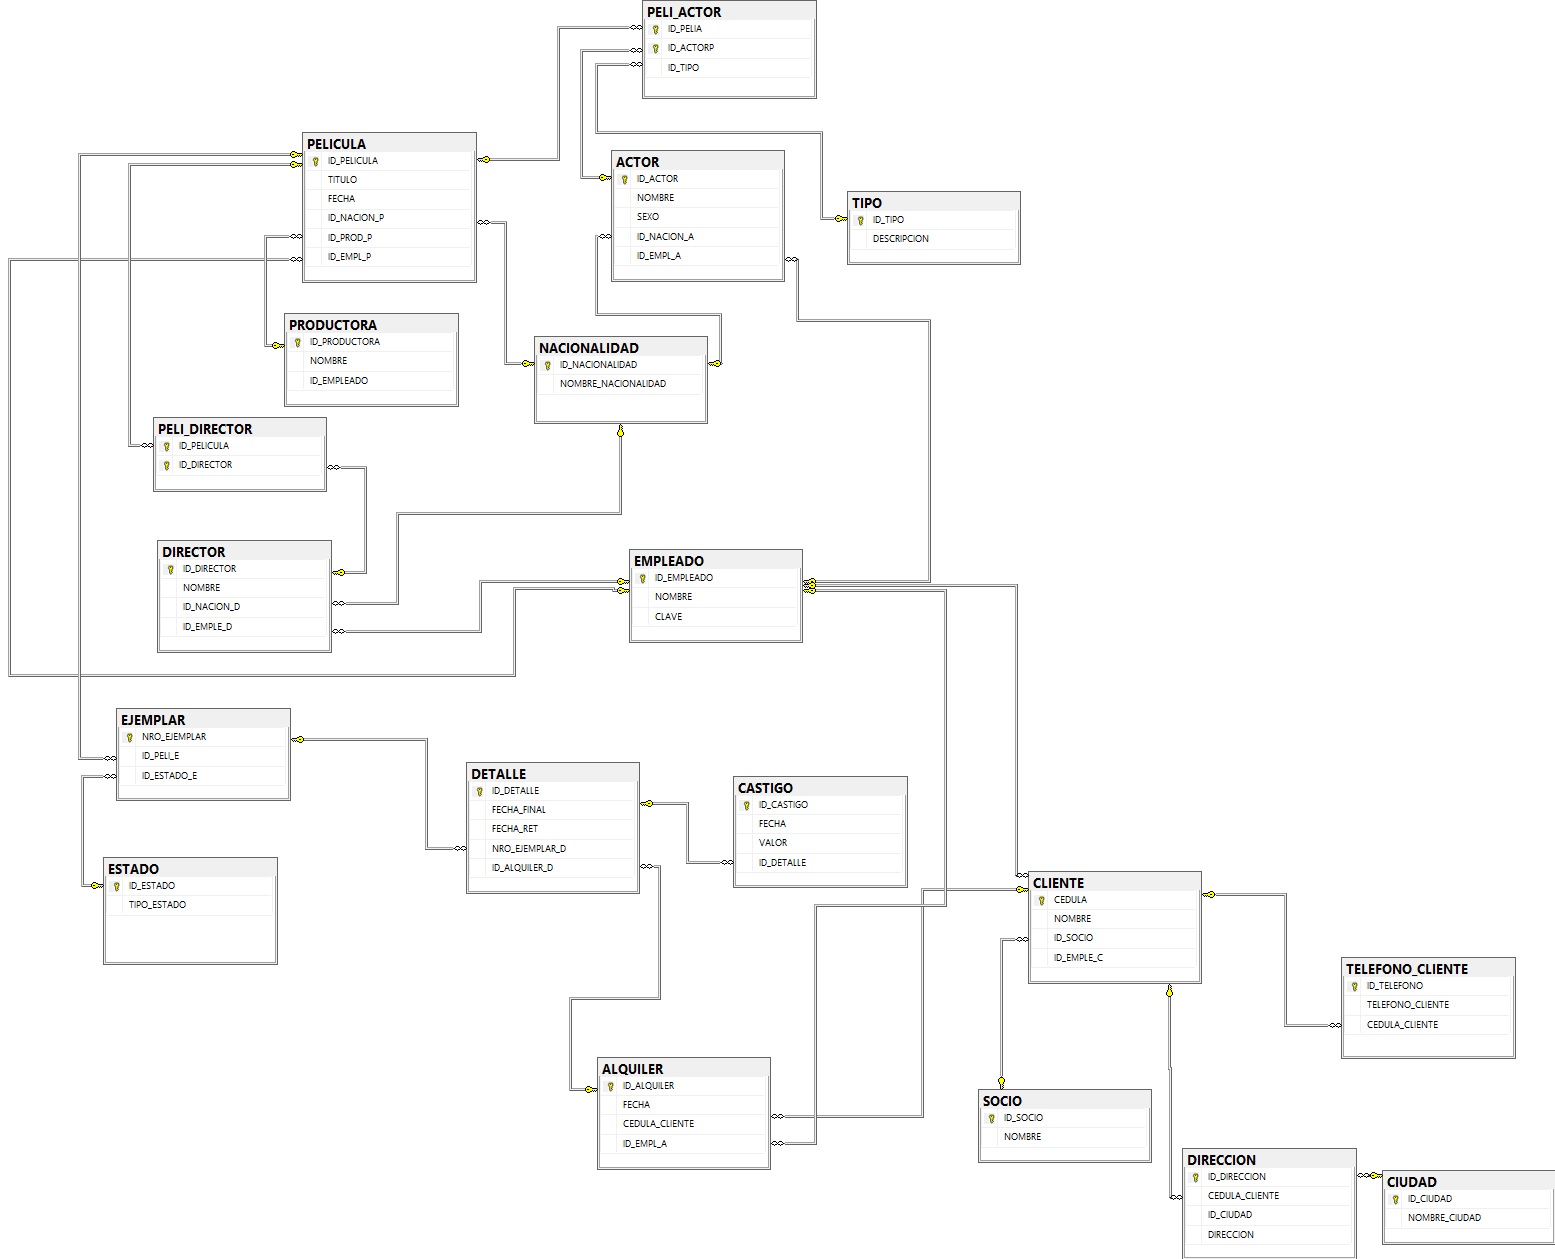 PELI_ACTOR
ID_PELIA
ID_ACTORP
ID_TIPO
PELICULA
ID_PELICULA
TITULO
FECHA
ID_NACION_P
ID_PROD_P
ID_EMPL_P
ACTOR
ID_ACTOR
NOMBRE
SEXO
ID_NACION_A
ID_EMPL_A
TIPO
ID_TIPO
DESCRIPCION
PRODUCTORA
ID_PRODUCTORA
NOMBRE
ID_EMPLEADO
NACIONALIDAD
ID_NACIONALIDAD
NOMBRE_NACIONALIDAD
PELI_DIRECTOR
ID_PELICULA
ID_DIRECTOR
DIRECTOR
ID_DIRECTOR
NOMBRE
ID_NACION_D
ID_EMPLE_D
EMPLEADO
ID_EMPLEADO
NOMBRE
CLAVE
EJEMPLAR
NRO_EJEMPLAR
ID_PELI_E
ID_ESTADO_E
DETALLE
ID_DETALLE
FECHA_FINAL
FECHA_RET
NRO_EJEMPLAR_D
ID_ALQUILER_D
CASTIGO
ID_CASTIGO
FECHA
VALOR
ID_DETALLE
ESTADO
ID_ESTADO
TIPO_ESTADO
CLIENTE
CEDULA
NOMBRE
ID_SOCIO
ID_EMPLE_C
TELEFONO_CLIENTE
ID_TELEFONO
TELEFONO_CLIENTE
CEDULA_CLIENTE
ALQUILER
ID_ALQUILER
FECHA
CEDULA_CLIENTE
ID_EMPL_A
SOCIO
ID_SOCIO
NOMBRE
DIRECCION
ID_DIRECCION
CEDULA_CLIENTE
ID_CIUDAD
DIRECCION
CIUDAD
ID_CIUDAD
NOMBRE_CIUDAD